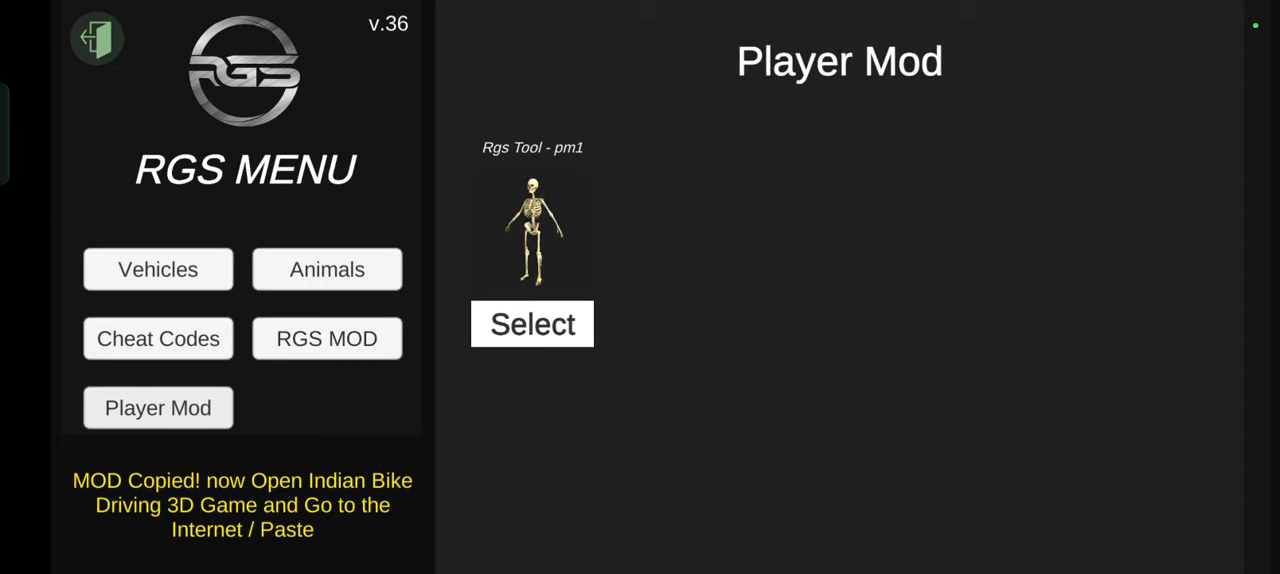 v.36
RGS
RGS MENU
Vehicles
Animals
Cheat Codes
RGS MOD
Player Mod
MOD Copied! now Open Indian Bike
Driving 3D Game and Go to the
Internet / Paste
Player Mod
Rgs Tool - pm1
Select